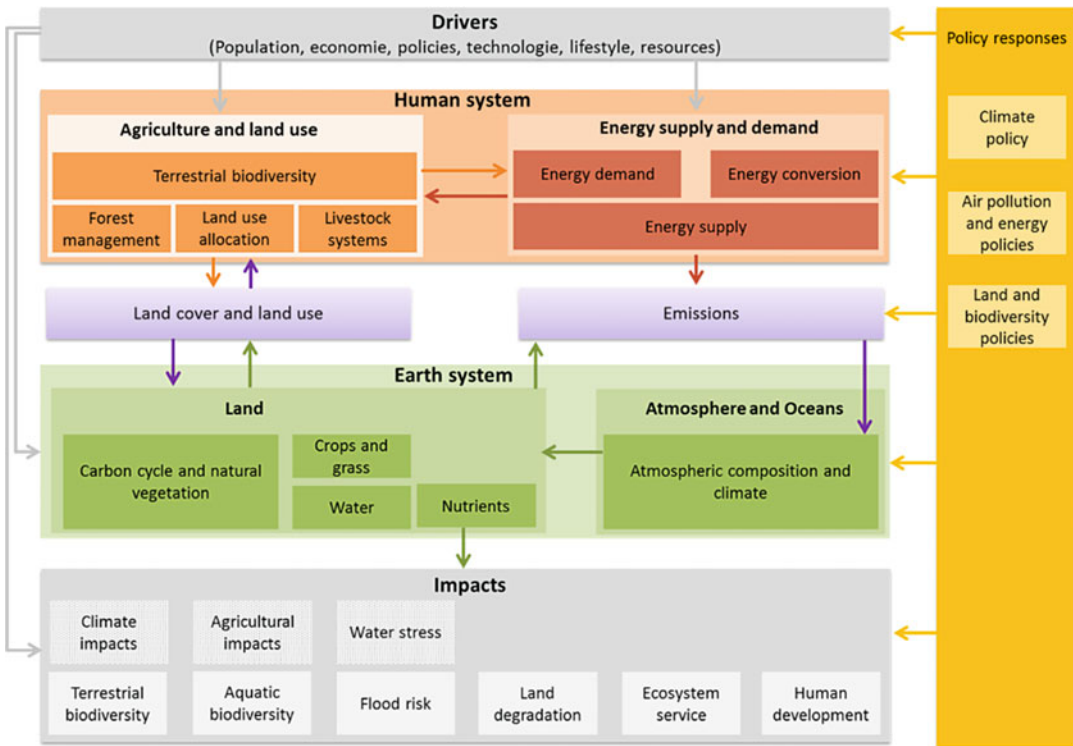 Drivers
(Population, economie, policies, technologie, lifestyle, resources)
Policy responses
Climate
policy
Air pollution
and energy
policies
Land and
biodiversity
policies
Human system
Agriculture and land use
Terrestrial biodiversity
Forest
management
Land use
allocation
Livestock
systems
Energy supply and demand
Energy demand
Energy conversion
Energy supply
Land cover and land use
Emissions
Earth system
Land
Carbon cycle and natural
vegetation
Crops and
grass
Water
Nutrients
Atmosphere and Oceans
Atmospheric composition and
climate
Impacts
Climate
impacts
Agricultural
impacts
Water stress
Terrestrial
biodiversity
Aquatic
biodiversity
Flood risk
Land
degradation
Ecosystem
service
Human
development